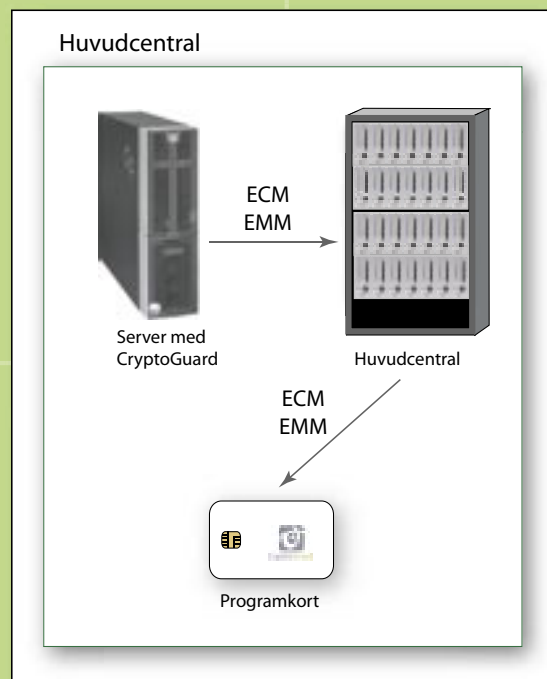 Huvudcentral
ECM
EMM
Server med
CryptoGuard
Huvudcentral
ECM
EMM
Programkort